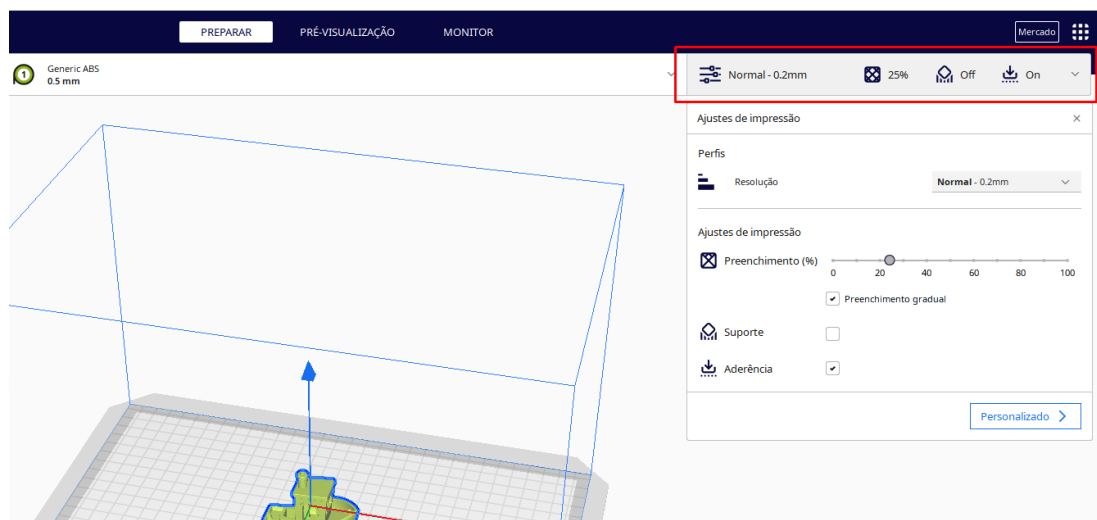 PREPARAR PRÉ-VISUALIZAÇÃO MONITOR Mercado
1 Generic ABS
0.5 mm
Normal - 0.2mm 25% Off On
Ajustes de impressão
Perfis
Resolução Normal - 0.2mm
Ajustes de impressão
Preenchimento (%)
0 20 40 60 80 100
Preenchimento gradual
Suporte
Aderência
Personalizado